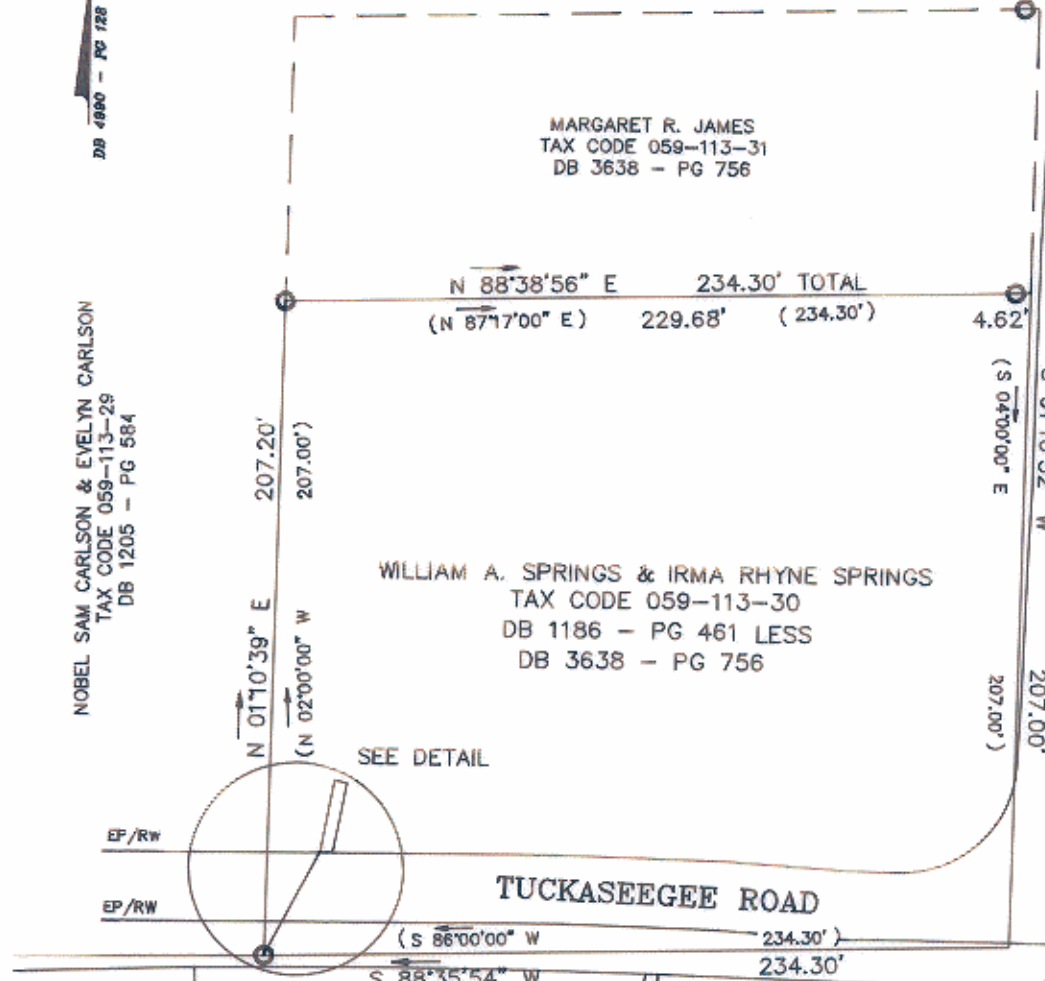 DB 4990 - PG 128
MARGARET R. JAMES
TAX CODE 059-113-31
DB 3638 - PG 756
N 88°38'56" E 234.30' TOTAL
(N 87°17'00" E) 229.68' (234.30') 4.62'
NOBEL SAM CARLSON & EVELYN CARLSON
TAX CODE 059-113-29
DB 1205 - PG 584
N 01°10'39" E 207.20'
(N 02°00'00" W 207.00')
(S 04°00'00" E 207.00')
W 207.00'
WILLIAM A. SPRINGS & IRMA RHYNE SPRINGS
TAX CODE 059-113-30
DB 1186 - PG 461 LESS
DB 3638 - PG 756
SEE DETAIL
EP/RW
TUCKASEEGEE ROAD
EP/RW
(S 86°00'00" W 234.30')
S 88°35'54" W 234.30'